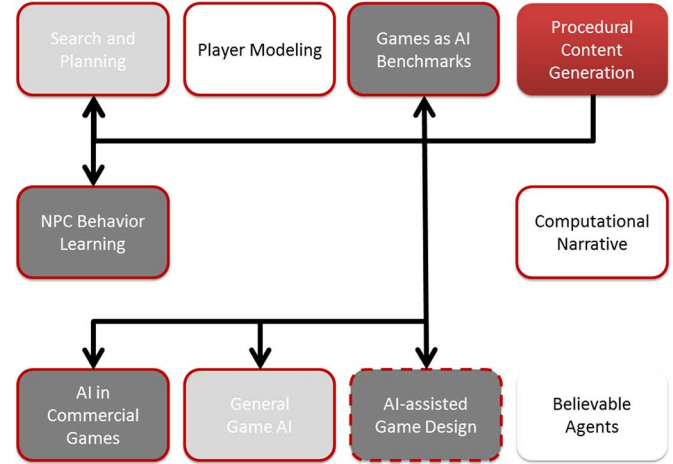 Search and
Planning
Player Modeling
Games as AI
Benchmarks
Procedural
Content
Generation
NPC Behavior
Learning
Computational
Narrative
AI in
Commercial
Games
General
Game AI
AI-assisted
Game Design
Believable
Agents